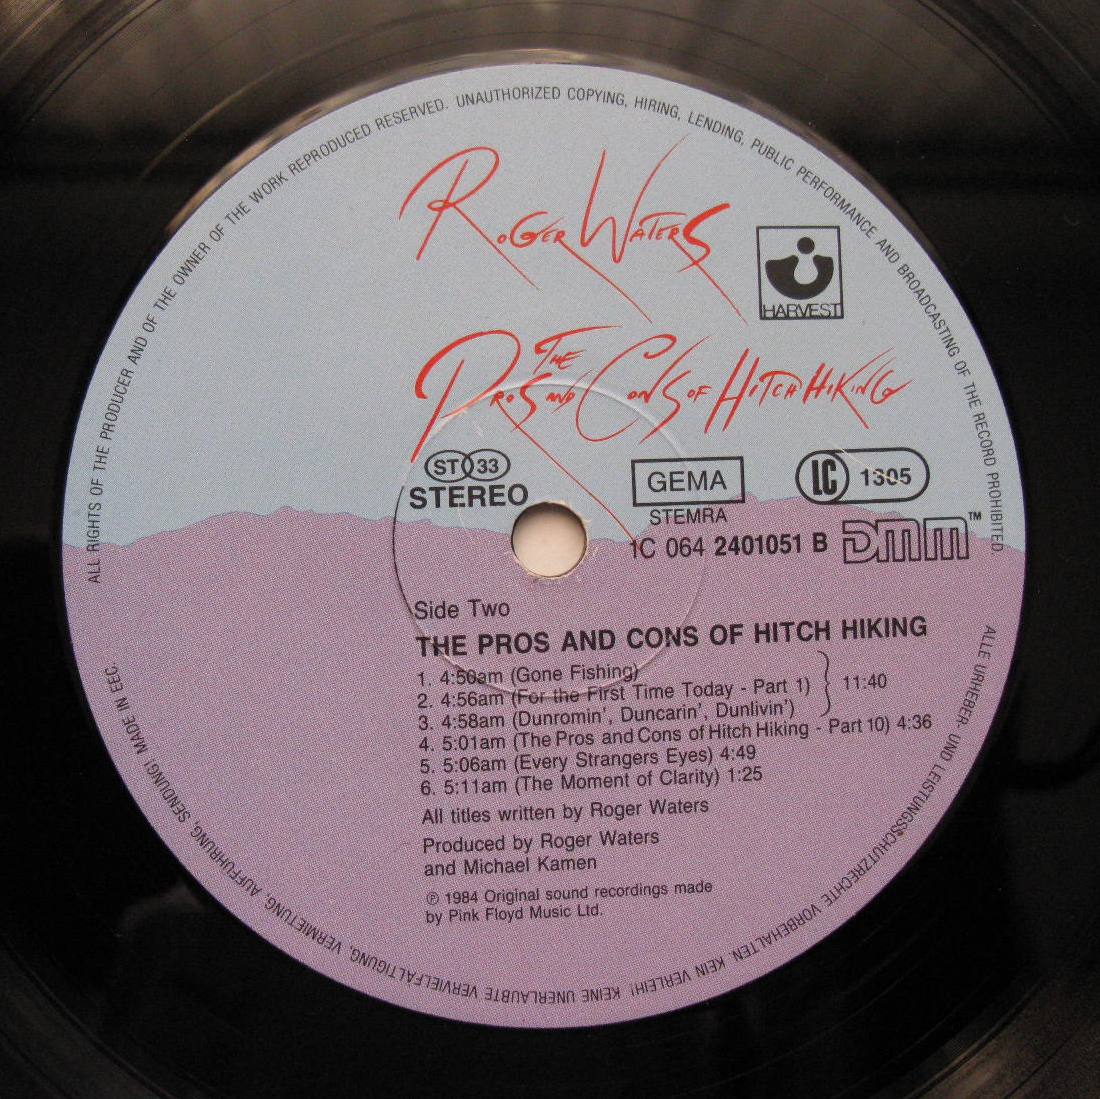 ALL RIGHTS OF THE PRODUCER AND OF THE OWNER OF THE WORK REPRODUCED RESERVED. UNAUTHORIZED COPYING, HIRING, LENDING, PUBLIC PERFORMANCE AND BROADCASTING OF THE RECORD PROHIBITED.
ROGER WATERS
HARVEST
THE PROS AND CONS OF HITCH HIKING
ST 33
STEREO
GEMA
STEMRA
LC 1305
1C 064 2401051 B
DMM™
Side Two
THE PROS AND CONS OF HITCH HIKING
1. 4:50am (Gone Fishing)
2. 4:56am (For the First Time Today - Part 1)
3. 4:58am (Dunromin', Duncarin', Dunlivin')
11:40
4. 5:01am (The Pros and Cons of Hitch Hiking - Part 10) 4:36
5. 5:06am (Every Strangers Eyes) 4:49
6. 5:11am (The Moment of Clarity) 1:25
All titles written by Roger Waters
Produced by Roger Waters
and Michael Kamen
℗ 1984 Original sound recordings made
by Pink Floyd Music Ltd.
ALLE URHEBER- UND LEISTUNGSSCHUTZRECHTE VORBEHALTEN. KEIN VERLEIH! KEINE UNERLAUBTE VERVIELFÄLTIGUNG, VERMIETUNG, AUFFÜHRUNG, SENDUNG! MADE IN EEC.